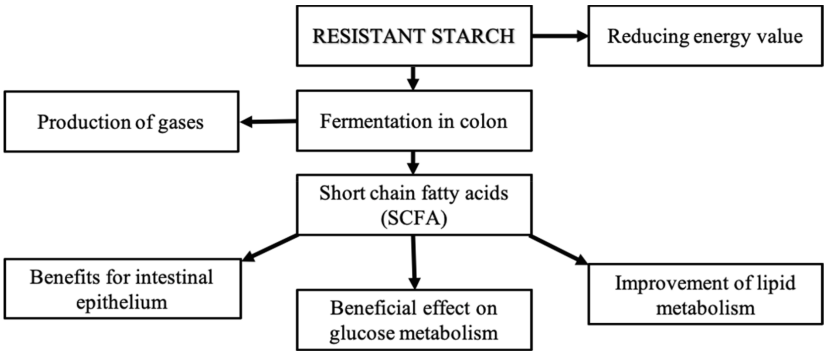 RESISTANT STARCH
Reducing energy value
Production of gases
Fermentation in colon
Short chain fatty acids
(SCFA)
Benefits for intestinal
epithelium
Beneficial effect on
glucose metabolism
Improvement of lipid
metabolism